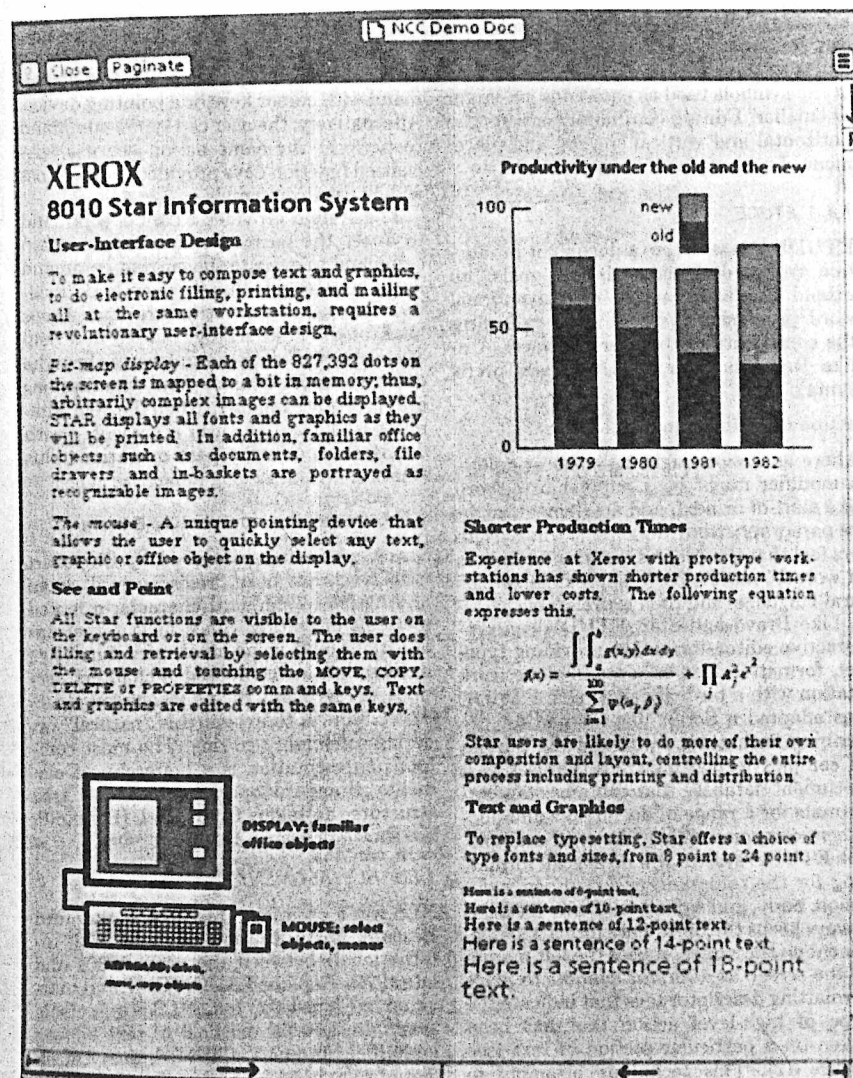 NCC Demo Doc
?
Close
Paginate
XEROX
8010 Star Information System
User-Interface Design
To make it easy to compose text and graphics,
to do electronic filing, printing, and mailing
all at the same workstation, requires a
revolutionary user-interface design.
Bit-map display - Each of the 827,392 dots on
the screen is mapped to a bit in memory; thus,
arbitrarily complex images can be displayed.
STAR displays all fonts and graphics as they
will be printed. In addition, familiar office
objects such as documents, folders, file
drawers and in-baskets are portrayed as
recognizable images.
The mouse - A unique pointing device that
allows the user to quickly select any text,
graphic or office object on the display.
See and Point
All Star functions are visible to the user on
the keyboard or on the screen. The user does
filing and retrieval by selecting them with
the mouse and touching the MOVE, COPY,
DELETE or PROPERTIES command keys. Text
and graphics are edited with the same keys.
DISPLAY; familiar
office objects
MOUSE; select
objects, menus
KEYBOARD; delete,
move, copy objects
Productivity under the old and the new
new
old
100
50
0
1979 1980 1981 1982
Shorter Production Times
Experience at Xerox with prototype work-
stations has shown shorter production times
and lower costs. The following equation
expresses this.
Star users are likely to do more of their own
composition and layout, controlling the entire
process including printing and distribution
Text and Graphics
To replace typesetting, Star offers a choice of
type fonts and sizes, from 8 point to 24 point.
Here is a sentence of 8-point text.
Here is a sentence of 10-point text
Here is a sentence of 12-point text.
Here is a sentence of 14-point text.
Here is a sentence of 18-point
text.